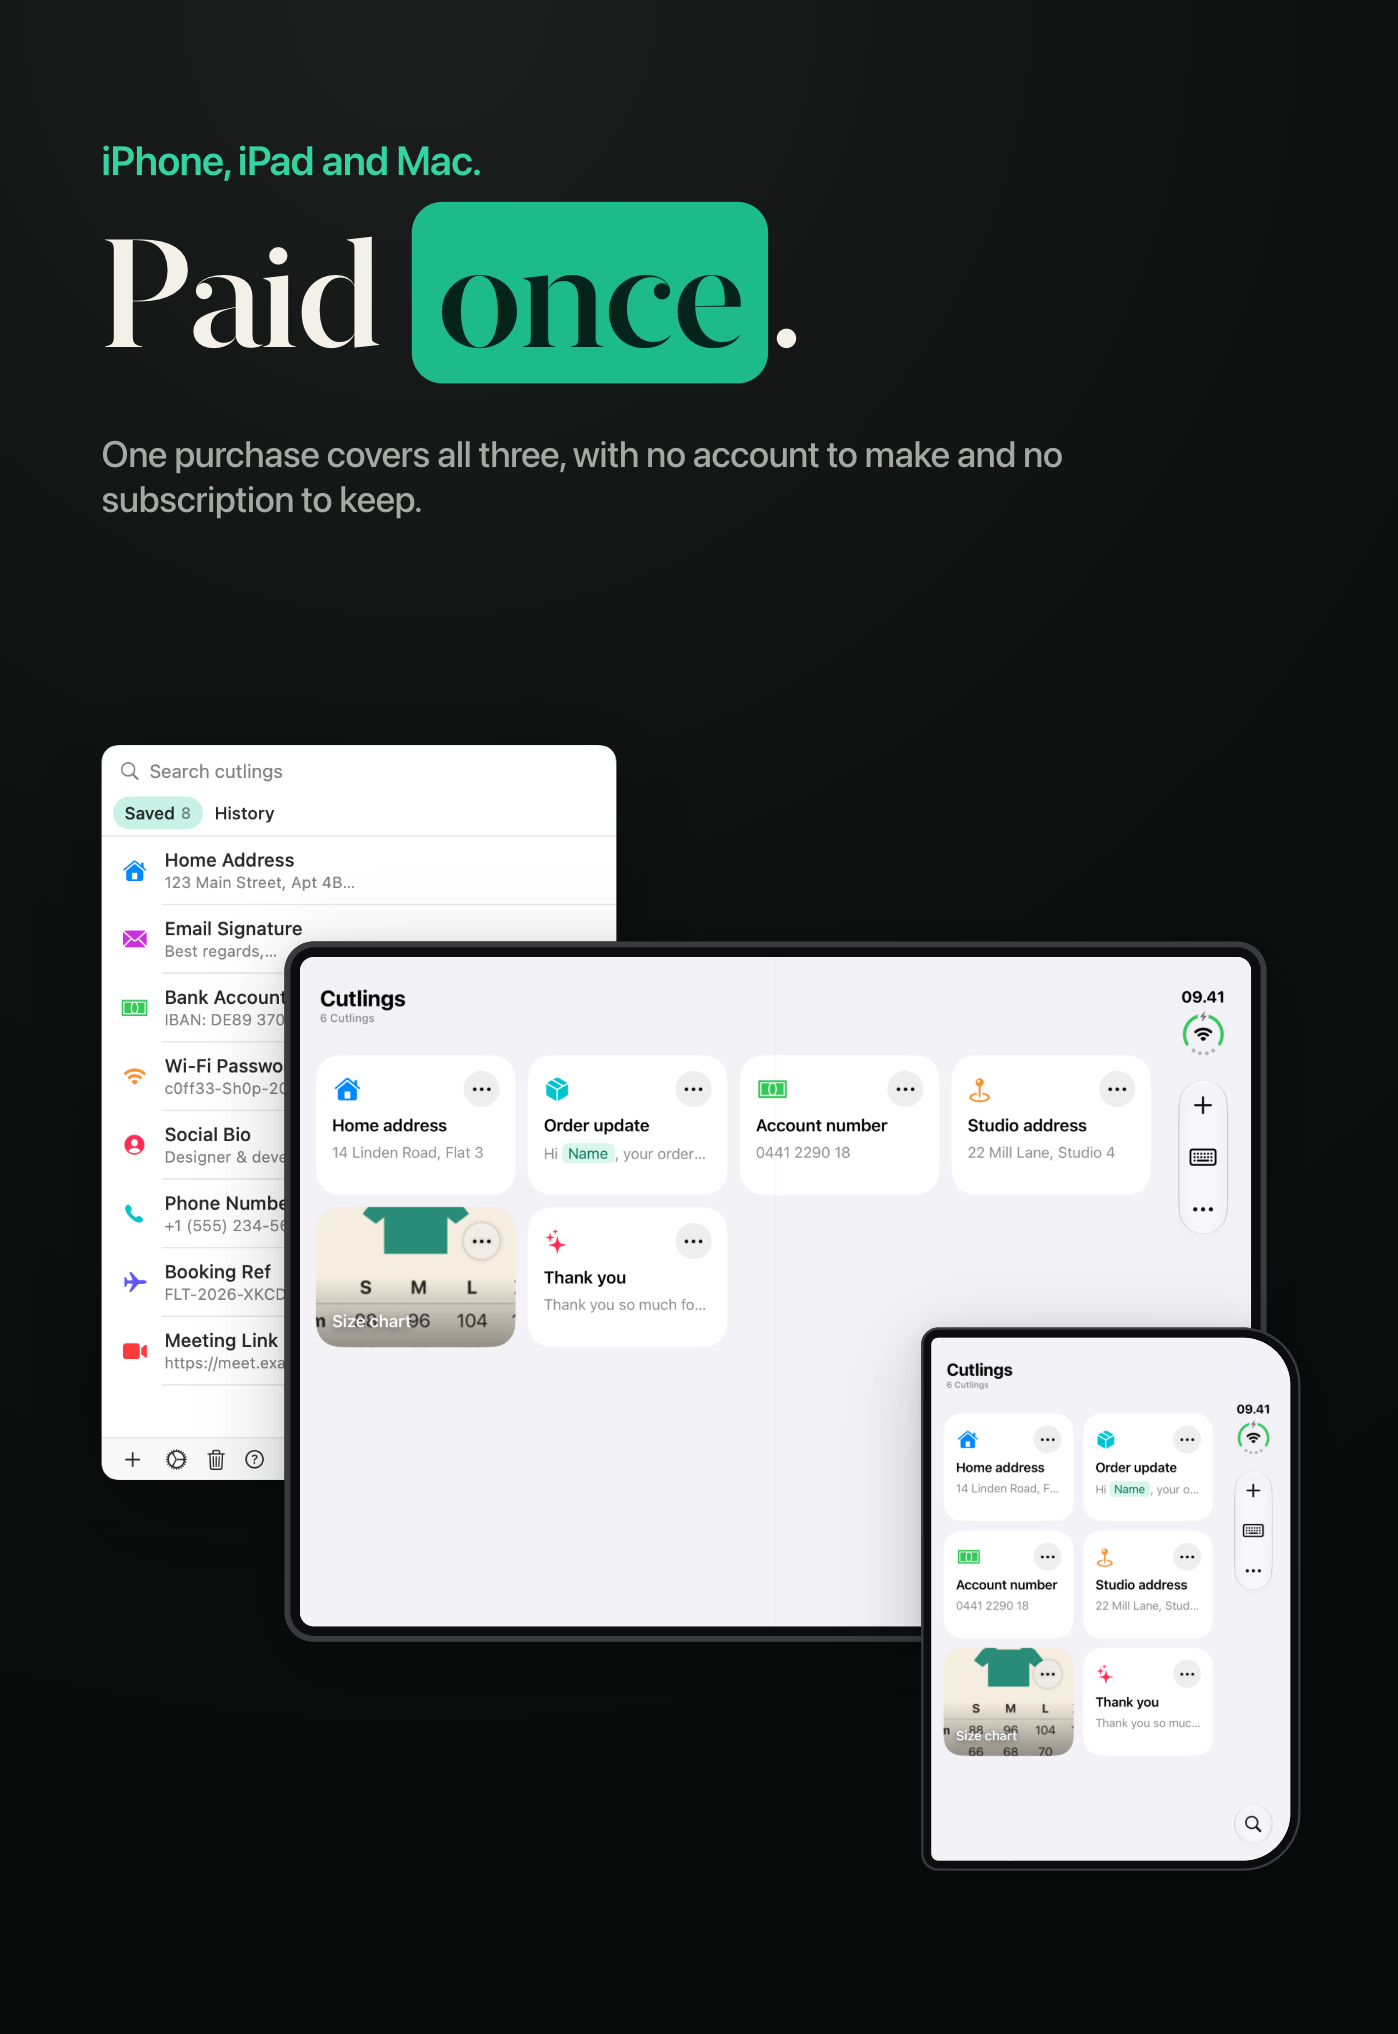 iPhone, iPad and Mac.
Paid once.
One purchase covers all three, with no account to make and no
subscription to keep.
Search cutlings
Saved 8 History
Home Address
123 Main Street, Apt 4B...
Email Signature
Best regards,...
Bank Account
IBAN: DE89 370
Wi-Fi Passwo
c0ff33-Sh0p-20
Social Bio
Designer & deve
Phone Numbe
+1 (555) 234-56
Booking Ref
FLT-2026-XKCD
Meeting Link
https://meet.exa
Cutlings
6 Cutlings
09.41
Home address
14 Linden Road, Flat 3
Order update
Hi Name, your order...
Account number
0441 2290 18
Studio address
22 Mill Lane, Studio 4
S M L
98 96 104
Size chart
Thank you
Thank you so much fo...
Cutlings
6 Cutlings
09.41
Home address
14 Linden Road, F...
Order update
Hi Name, your o...
Account number
0441 2290 18
Studio address
22 Mill Lane, Stud...
S M L
88 96 104
Size chart
66 68 70
Thank you
Thank you so muc...